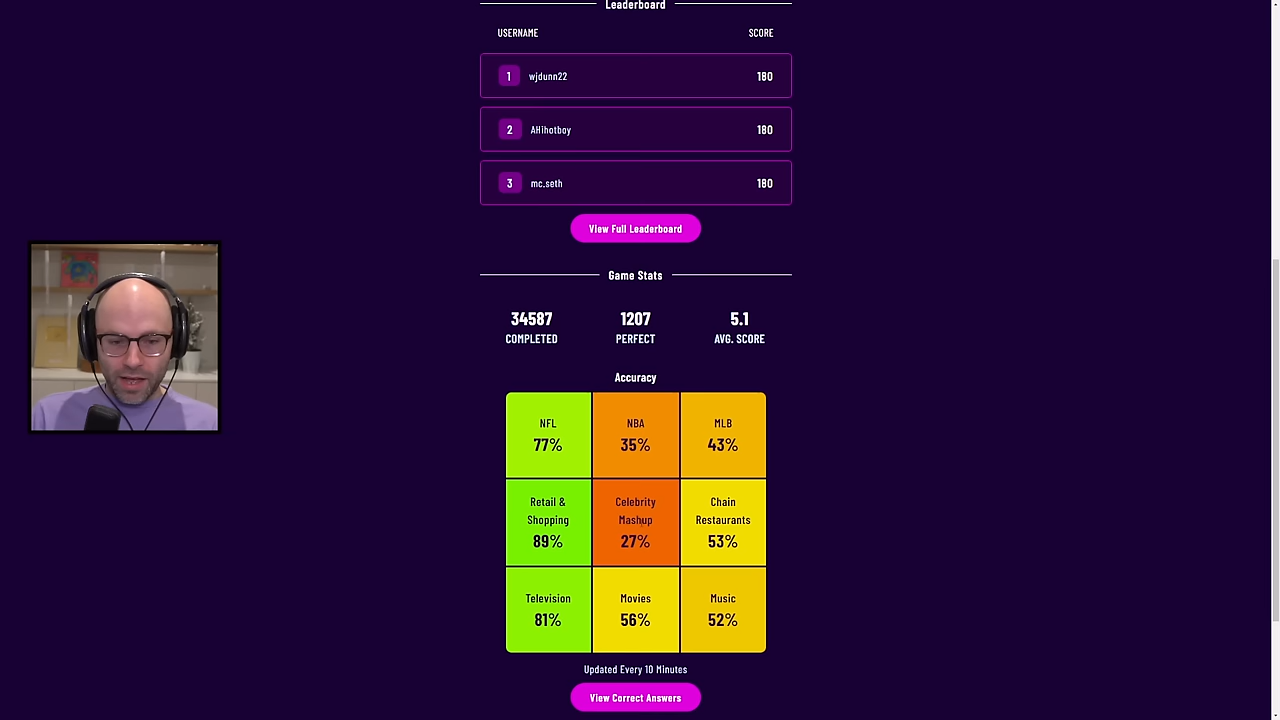 Leaderboard
USERNAME SCORE
1 wjdunn22 180
2 AHihotboy 180
3 mc.seth 180
View Full Leaderboard
Game Stats
34587 1207 5.1
COMPLETED PERFECT AVG. SCORE
Accuracy
NFL NBA MLB
77% 35% 43%
Retail & Celebrity Chain
Shopping Mashup Restaurants
89% 27% 53%
Television Movies Music
81% 56% 52%
Updated Every 10 Minutes
View Correct Answers